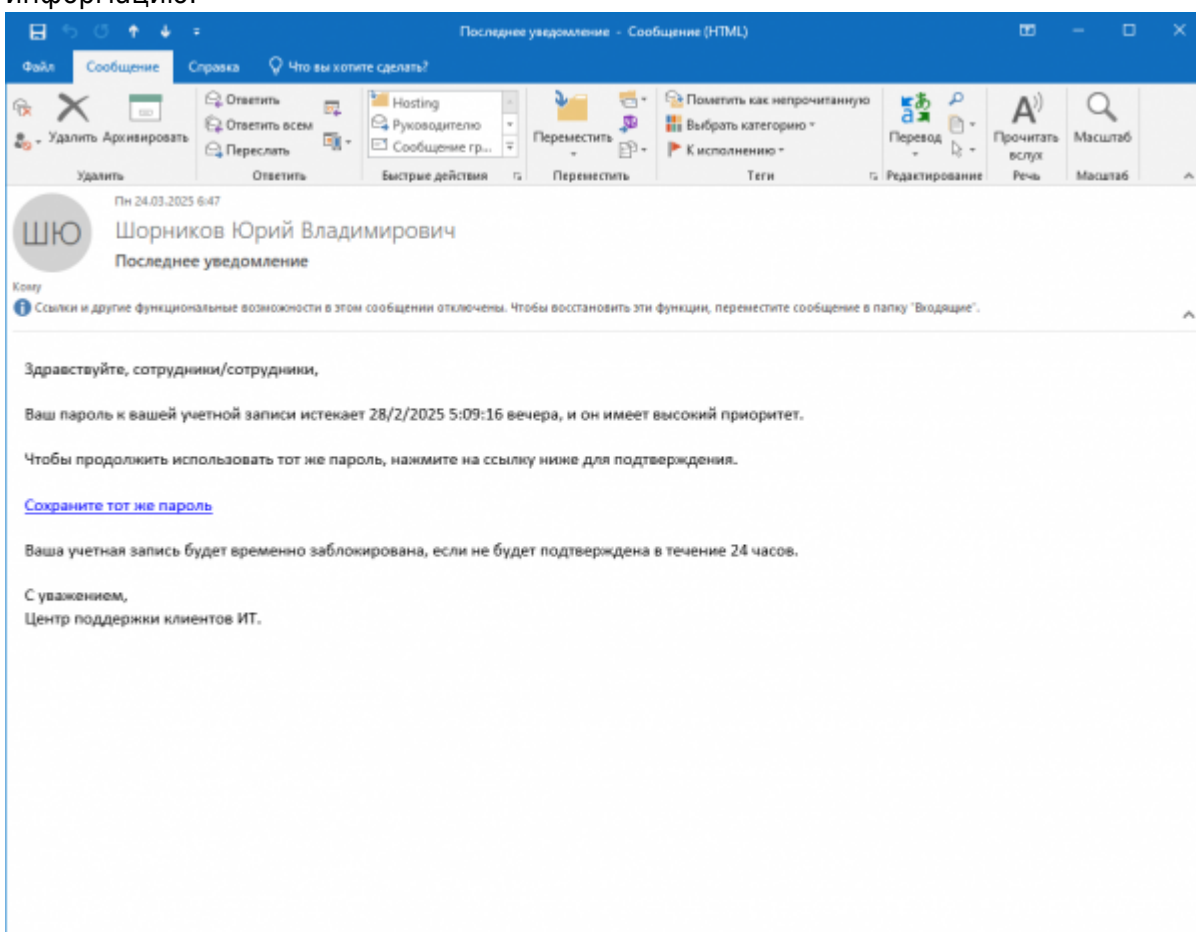 информацию.
Последнее уведомление - Сообщение (HTML)
Файл Сообщение Справка Что вы хотите сделать?
Удалить Архивировать
Ответить
Ответить всем
Переслать
Hosting
Руководителю
Сообщение гр...
Переместить
Пометить как непрочитанную
Выбрать категорию
К исполнению
Перевод
Прочитать вслух
Масштаб
Удалить Ответить Быстрые действия Переместить Теги Редактирование Речь Масштаб
Пн 24.03.2025 6:47
ШЮ
Шорников Юрий Владимирович
Последнее уведомление
Кому
Ссылки и другие функциональные возможности в этом сообщении отключены. Чтобы восстановить эти функции, переместите сообщение в папку "Входящие".
Здравствуйте, сотрудники/сотрудники,
Ваш пароль к вашей учетной записи истекает 28/2/2025 5:09:16 вечера, и он имеет высокий приоритет.
Чтобы продолжить использовать тот же пароль, нажмите на ссылку ниже для подтверждения.
Сохраните тот же пароль
Ваша учетная запись будет временно заблокирована, если не будет подтверждена в течение 24 часов.
С уважением,
Центр поддержки клиентов ИТ.